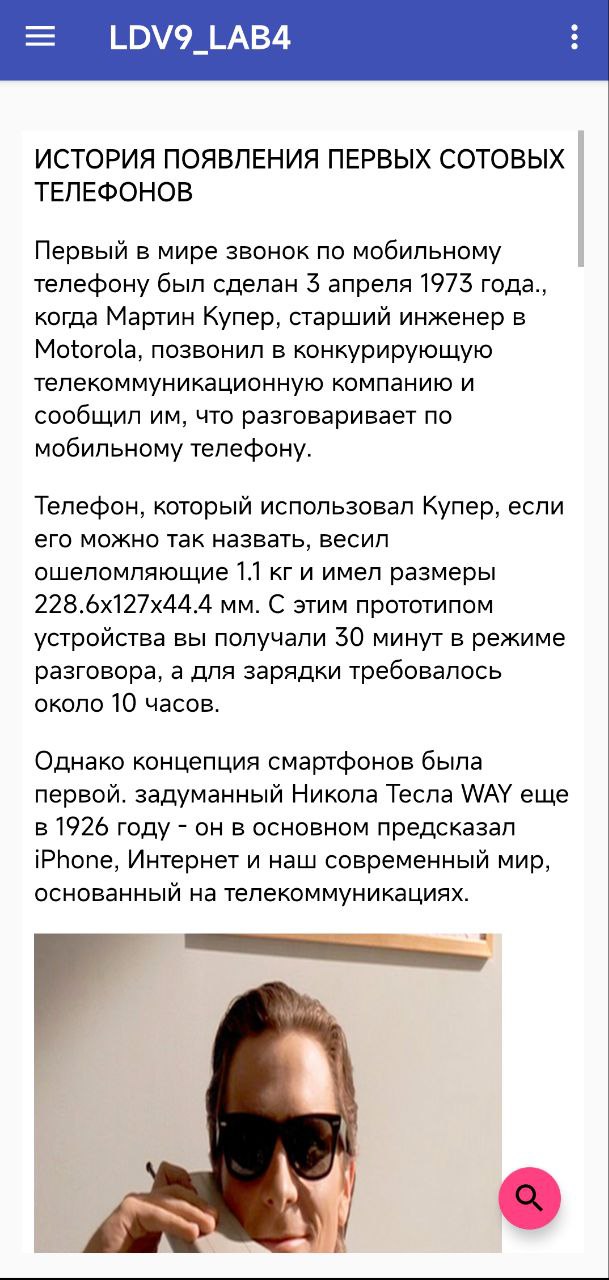 LDV9_LAB4
ИСТОРИЯ ПОЯВЛЕНИЯ ПЕРВЫХ СОТОВЫХ
ТЕЛЕФОНОВ
Первый в мире звонок по мобильному
телефону был сделан 3 апреля 1973 года.,
когда Мартин Купер, старший инженер в
Motorola, позвонил в конкурирующую
телекоммуникационную компанию и
сообщил им, что разговаривает по
мобильному телефону.
Телефон, который использовал Купер, если
его можно так назвать, весил
ошеломляющие 1.1 кг и имел размеры
228.6x127x44.4 мм. С этим прототипом
устройства вы получали 30 минут в режиме
разговора, а для зарядки требовалось
около 10 часов.
Однако концепция смартфонов была
первой. задуманный Никола Тесла WAY еще
в 1926 году - он в основном предсказал
iPhone, Интернет и наш современный мир,
основанный на телекоммуникациях.